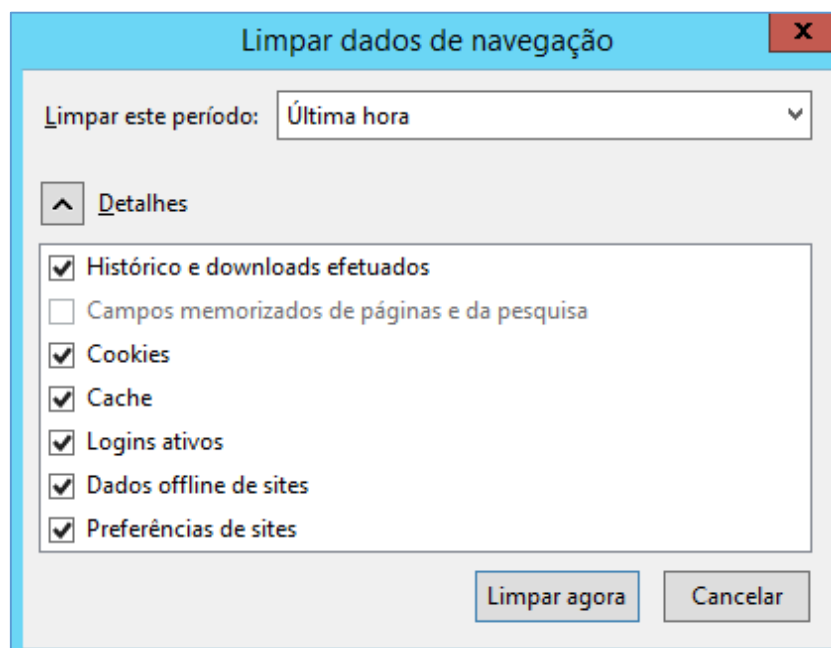 Limpar dados de navegação
Limpar este período: Última hora
Detalhes
Histórico e downloads efetuados
Campos memorizados de páginas e da pesquisa
Cookies
Cache
Logins ativos
Dados offline de sites
Preferências de sites
Limpar agora Cancelar